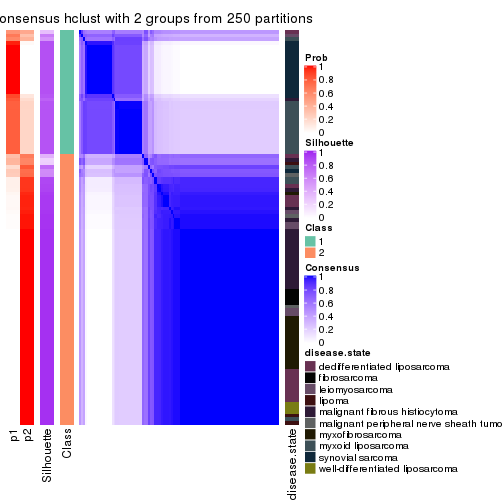 onsensus hclust with 2 groups from 250 partitions
Prob
1
0.8
0.6
0.4
0.2
0
Silhouette
1
0.8
0.6
0.4
0.2
0
Class
1
2
Consensus
1
0.8
0.6
0.4
0.2
0
disease.state
dedifferentiated liposarcoma
fibrosarcoma
leiomyosarcoma
lipoma
malignant fibrous histiocytoma
malignant peripheral nerve sheath tumo
myxofibrosarcoma
myxoid liposarcoma
synovial sarcoma
well-differentiated liposarcoma
p1
p2
Silhouette
Class
disease.state